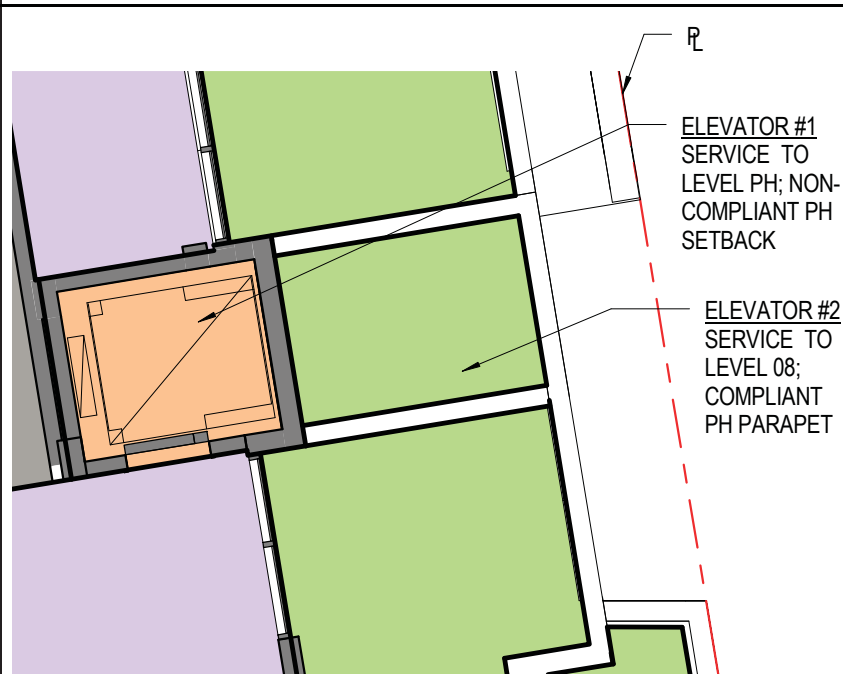 PL
ELEVATOR #1
SERVICE TO
LEVEL PH; NON-
COMPLIANT PH
SETBACK
ELEVATOR #2
SERVICE TO
LEVEL 08;
COMPLIANT
PH PARAPET